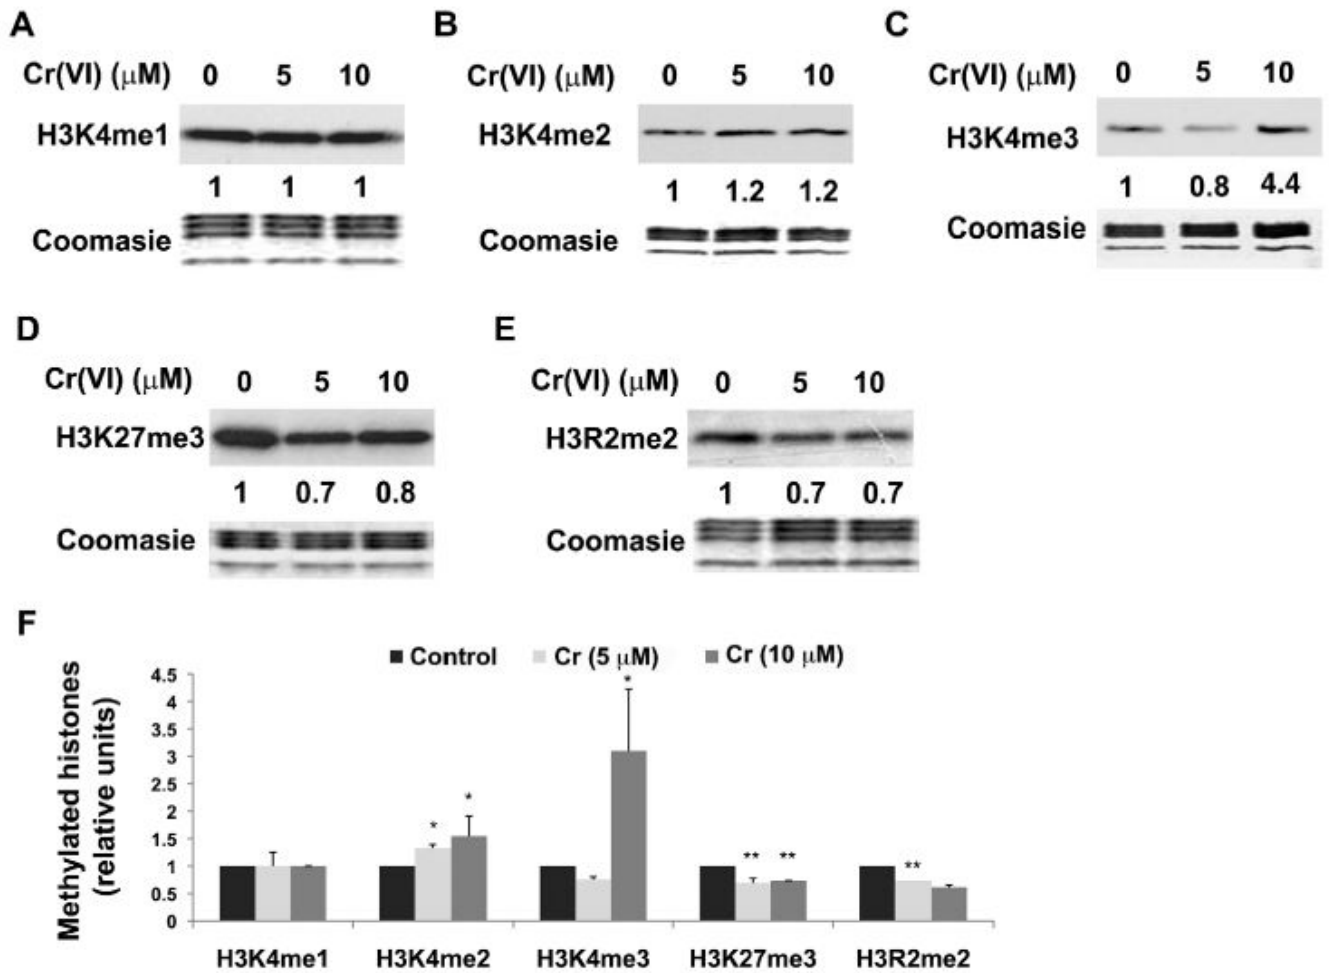 A
Cr(VI) (μM) 0 5 10
H3K4me1
1 1 1
Coomasie
B
Cr(VI) (μM) 0 5 10
H3K4me2
1 1.2 1.2
Coomasie
C
Cr(VI) (μM) 0 5 10
H3K4me3
1 0.8 4.4
Coomasie
D
Cr(VI) (μM) 0 5 10
H3K27me3
1 0.7 0.8
Coomasie
E
Cr(VI) (μM) 0 5 10
H3R2me2
1 0.7 0.7
Coomasie
F
Control Cr (5 μM) Cr (10 μM)
Methylated histones
(relative units)
4.5
4
3.5
3
2.5
2
1.5
1
0.5
0
* * * ** ** **
H3K4me1 H3K4me2 H3K4me3 H3K27me3 H3R2me2